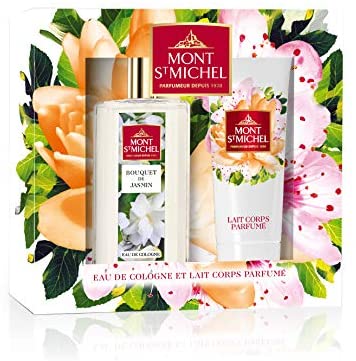 MONT
ST MICHEL
PARFUMEUR DEPUIS 1920
MONT
ST MICHEL
BOUQUET
DE
JASMIN
EAU DE COLOGNE
MONT
ST MICHEL
LAIT CORPS
PARFUMÉ
EAU DE COLOGNE ET LAIT CORPS PARFUMÉ